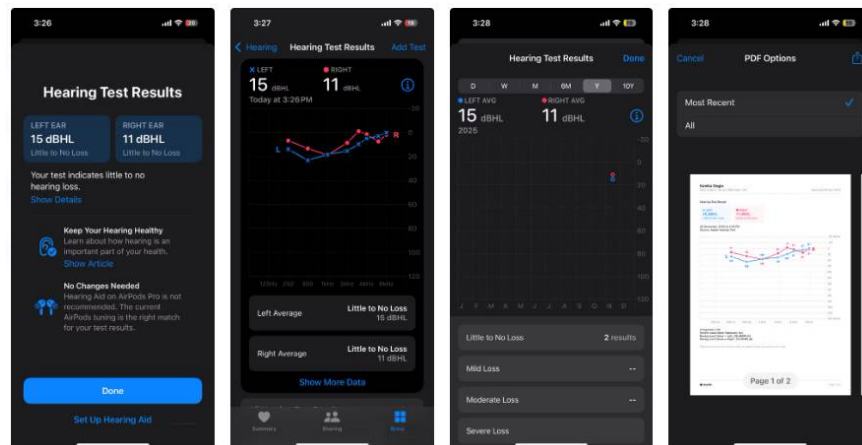 3:26
Hearing Test Results
LEFT EAR
15 dBHL
Little to No Loss
RIGHT EAR
11 dBHL
Little to No Loss
Your test indicates little to no
hearing loss.
Show Details
Keep Your Hearing Healthy
Learn about how hearing is an
important part of your health.
Show Article
No Changes Needed
Hearing Aid on AirPods Pro is not
recommended. The current
AirPods tuning is the right match
for your test results.
Done
Set Up Hearing Aid
3:27
Hearing
Hearing Test Results
Add Test
LEFT
15 dBHL
RIGHT
11 dBHL
Today at 3:26 PM
-20
0
20
40
60
80
100
120
L
R
Left Average
Little to No Loss
15 dBHL
Right Average
Little to No Loss
11 dBHL
Show More Data
Summary
Sharing
3:28
Hearing Test Results
Done
D W M 6M Y 10Y
LEFT AVG
15 dBHL
RIGHT AVG
11 dBHL
2025
-20
0
20
40
60
80
100
120
J F M A M J J A S O N D
Little to No Loss
2 results
Mild Loss
--
Moderate Loss
--
Severe Loss
3:28
Cancel
PDF Options
Most Recent
All
Page 1 of 2